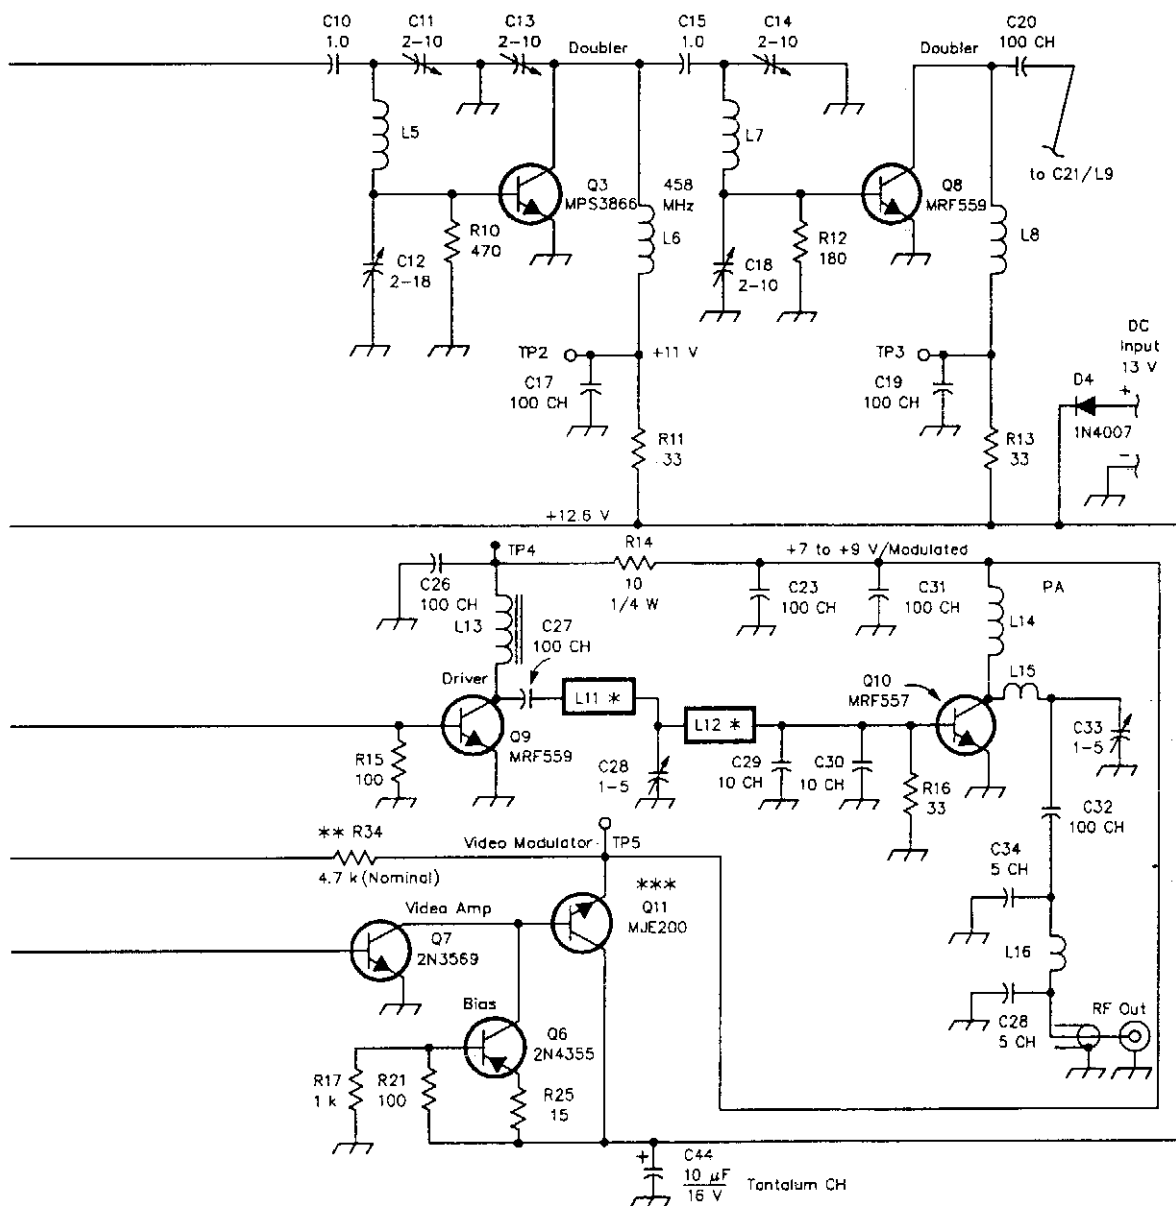 C10
1.0
C11
2-10
C13
2-10
Doubler
C15
1.0
C14
2-10
Doubler
C20
100 CH
L5
L7
to C21/L9
Q3
MPS3866
458
MHz
L6
Q8
MRF559
L8
R10
470
C12
2-18
R12
180
C18
2-10
TP2
+11 V
C17
100 CH
R11
33
TP3
C19
100 CH
R13
33
DC
Input
13 V
D4
+
1N4007
-
+12.6 V
TP4
R14
10
1/4 W
+7 to +9 V/Modulated
C26
100 CH
C23
100 CH
C31
100 CH
PA
L13
C27
100 CH
L14
Driver
L15
Q10
MRF557
L11 *
L12 *
Q9
MRF559
R15
100
C28
1-5
C29
10 CH
C30
10 CH
R16
33
C33
1-5
C32
100 CH
** R34
4.7 k (Nominal)
Video Modulator
TP5
C34
5 CH
***
Q11
MJE200
Video Amp
Q7
2N3569
L16
Bias
Q6
2N4355
C28
5 CH
RF Out
R17
1 k
R21
100
R25
15
+
C44
10 µF
16 V
Tantalum CH